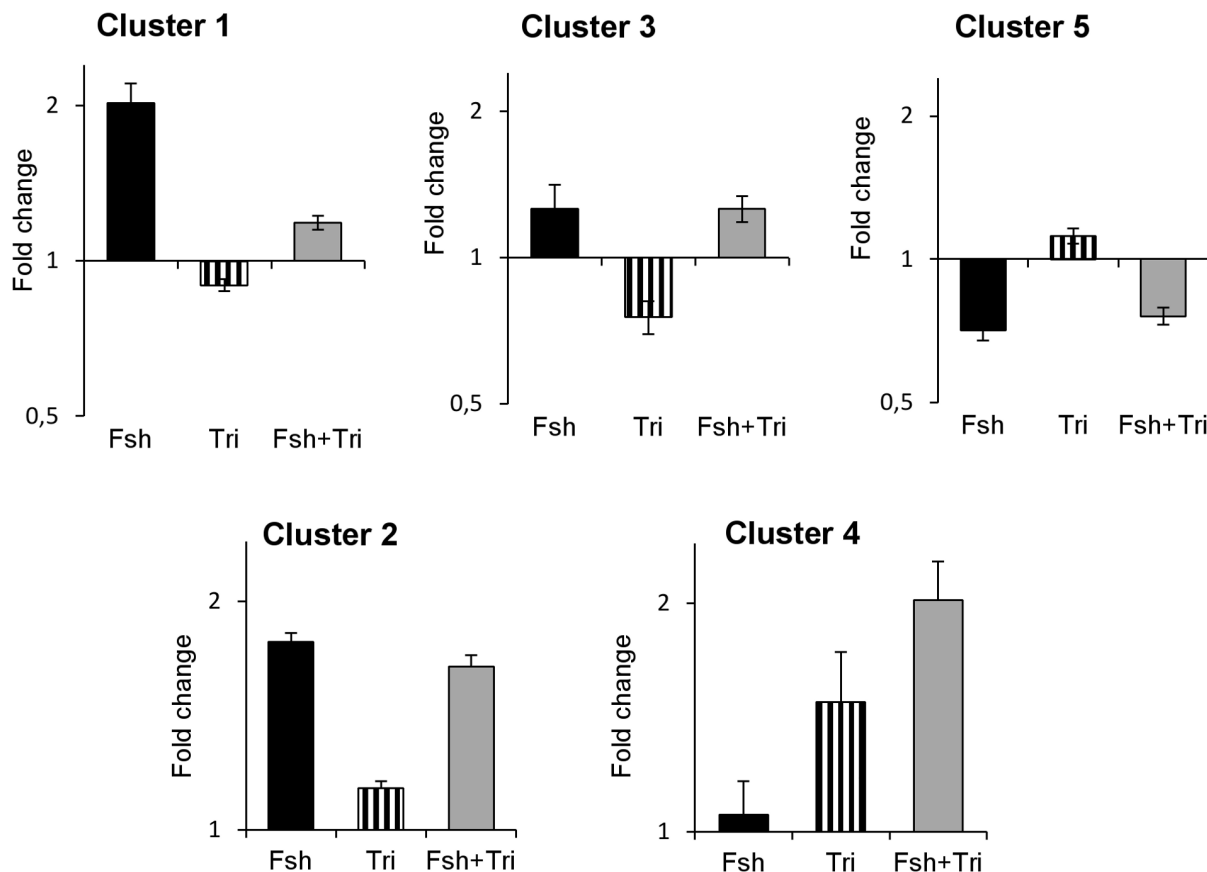 Cluster 1
Fold change
2
1
0,5
Fsh Tri Fsh+Tri
Cluster 3
Fold change
2
1
0,5
Fsh Tri Fsh+Tri
Cluster 5
Fold change
2
1
0,5
Fsh Tri Fsh+Tri
Cluster 2
Fold change
2
1
Fsh Tri Fsh+Tri
Cluster 4
Fold change
2
1
Fsh Tri Fsh+Tri